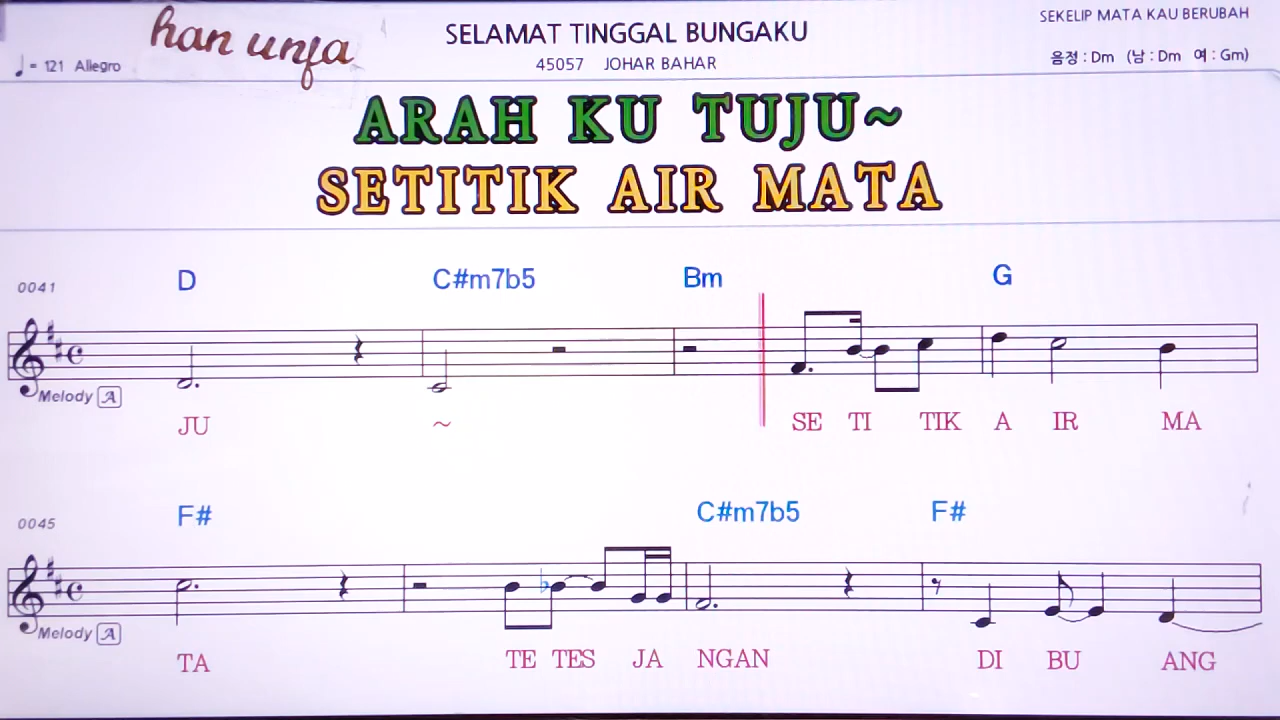 han unfa
SELAMAT TINGGAL BUNGAKU
SEKELIP MATA KAU BERUBAH
♩= 121 Allegro
45057 JOHAR BAHAR
음정 : Dm (남 : Dm 여 : Gm)
ARAH KU TUJU~
SETITIK AIR MATA
0041 D C#m7b5 Bm G
Melody A
JU ~ SE TI TIK A IR MA
0045 F# C#m7b5 F#
Melody A
TA TE TES JA NGAN DI BU ANG